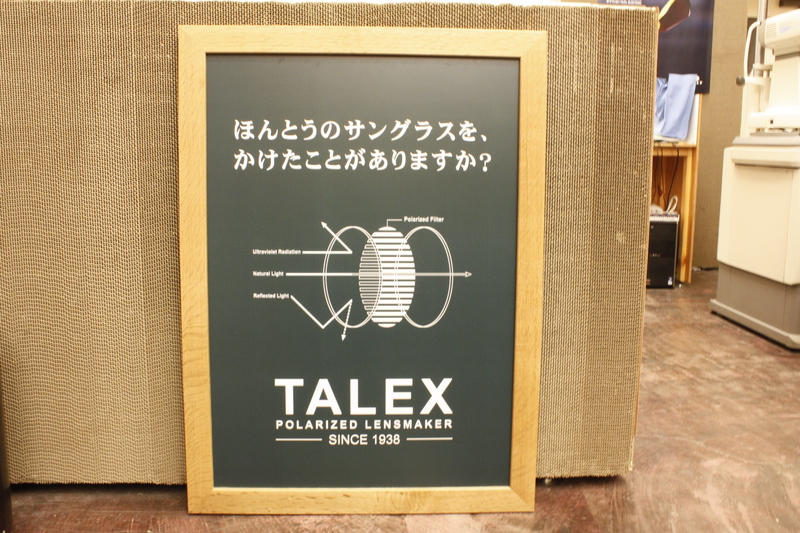 ほんとうのサングラスを、
かけたことがありますか?
Polarized Filter
Ultraviolet Radiation
Natural Light
Reflected Light
TALEX
POLARIZED LENSMAKER
SINCE 1938